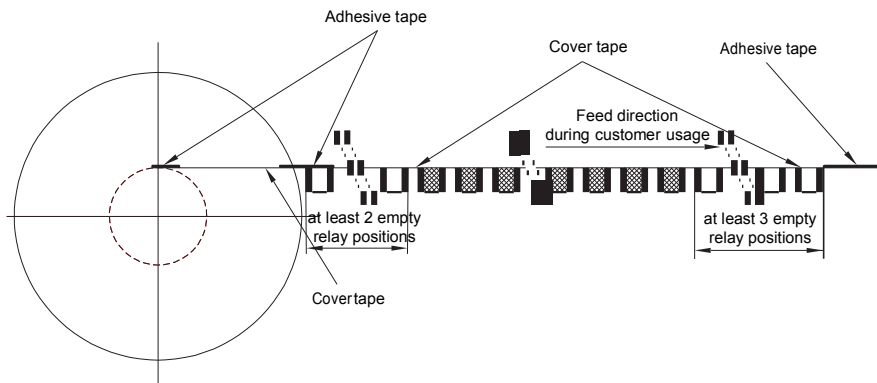 Adhesive tape
Cover tape
Adhesive tape
Feed direction
during customer usage
at least 2 empty
relay positions
at least 3 empty
relay positions
Cover tape